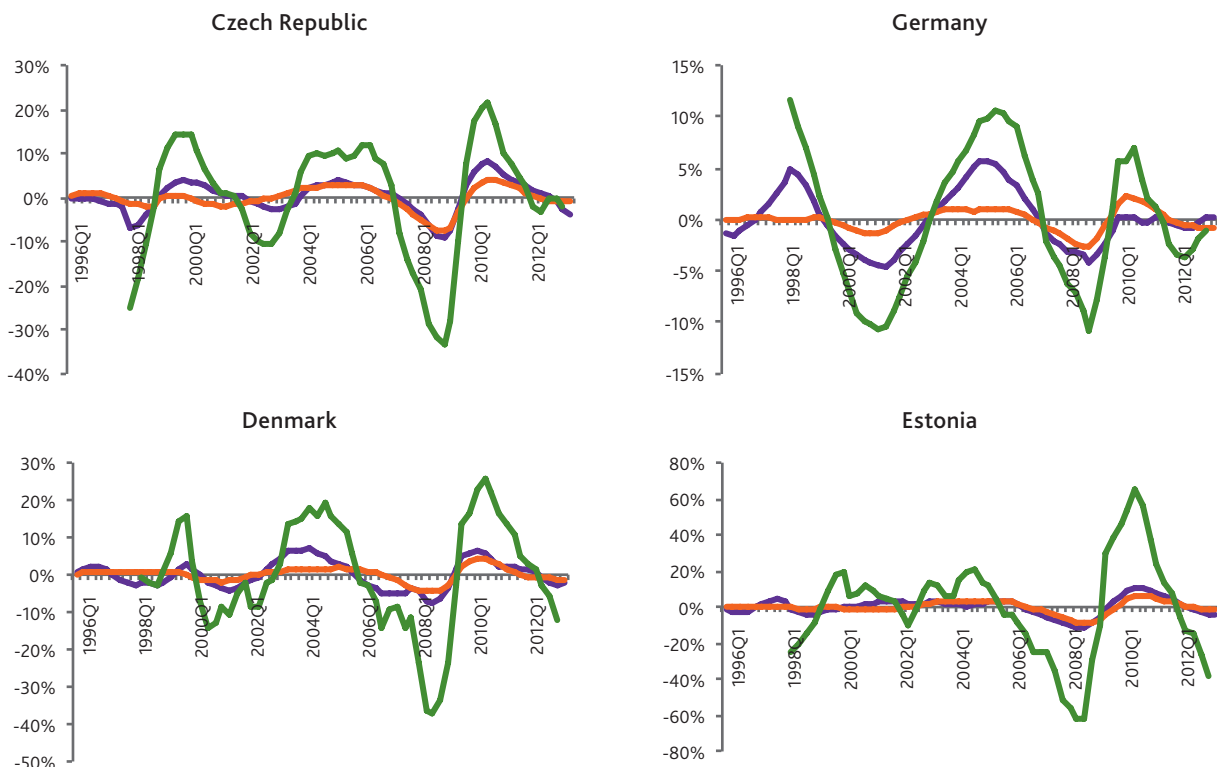 Czech Republic
30%
20%
10%
0%
-10%
-20%
-30%
-40%
1996Q1
1998Q1
2000Q1
2002Q1
2004Q1
2006Q1
2008Q1
2010Q1
2012Q1
Germany
15%
10%
5%
0%
-5%
-10%
-15%
1996Q1
1998Q1
2000Q1
2002Q1
2004Q1
2006Q1
2008Q1
2010Q1
2012Q1
Denmark
30%
20%
10%
0%
-10%
-20%
-30%
-40%
-50%
1996Q1
1998Q1
2000Q1
2002Q1
2004Q1
2006Q1
2008Q1
2010Q1
2012Q1
Estonia
80%
60%
40%
20%
0%
-20%
-40%
-60%
-80%
1996Q1
1998Q1
2000Q1
2002Q1
2004Q1
2006Q1
2008Q1
2010Q1
2012Q1